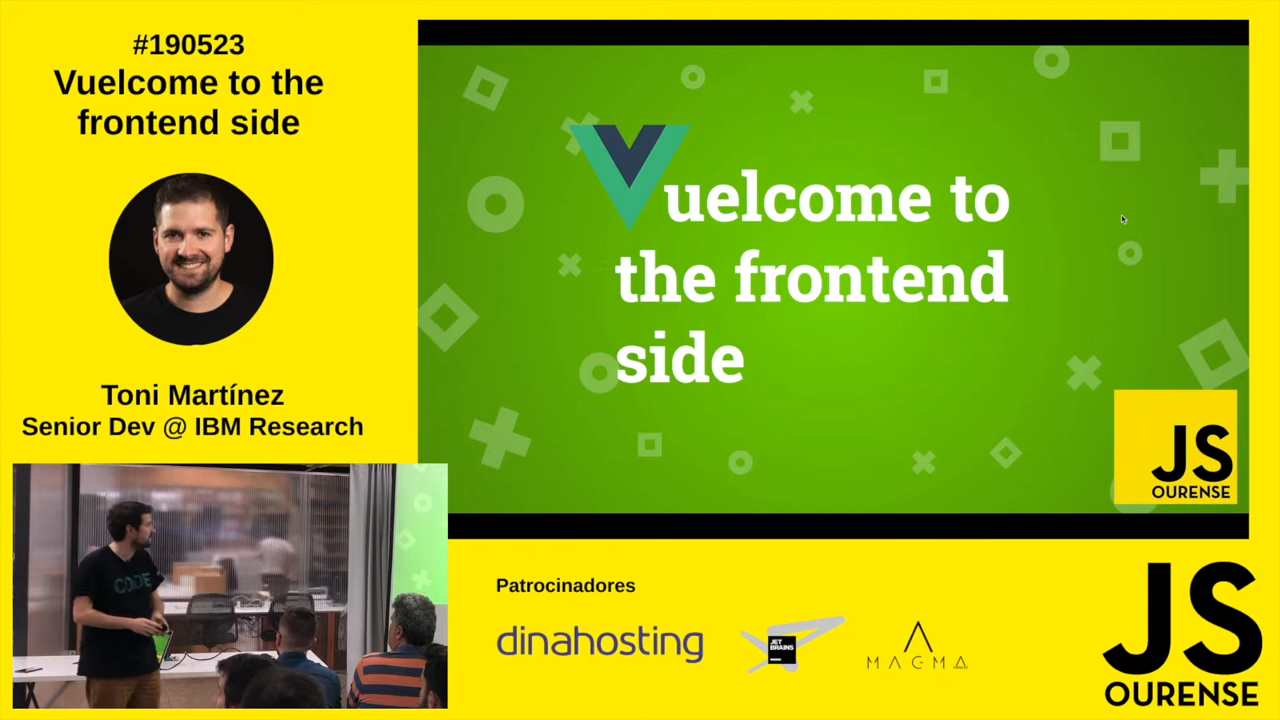 #190523
Vuelcome to the
frontend side
Toni Martínez
Senior Dev @ IBM Research
uelcome to
the frontend
side
JS
OURENSE
CODE
Patrocinadores
dinahosting
JET
BRAINS
MAGMA
JS
OURENSE